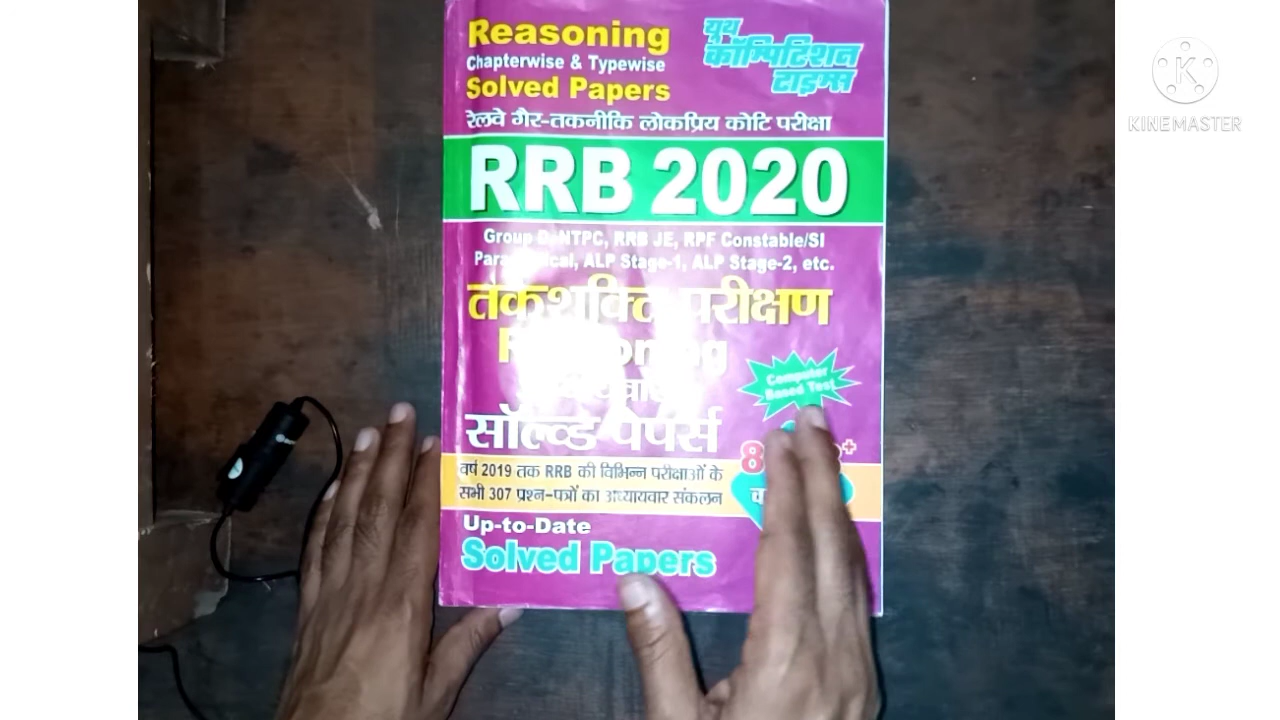 Reasoning
Chapterwise & Typewise
Solved Papers
यूथ
कॉम्पिटिशन
टाइम्स
रेलवे गैर-तकनीकि लोकप्रिय कोटि परीक्षा
RRB 2020
Group D, NTPC, RRB JE, RPF Constable/SI
ALP Stage-1, ALP Stage-2, etc.
तर्कशक्ति परीक्षण
Computer
Based Test
सॉल्व्ड पेपर्स
वर्ष 2019 तक RRB की विभिन्न परीक्षाओं के
सभी 307 प्रश्न-पत्रों का अध्यायवार संकलन
Up-to-Date
Solved Papers
KINEMASTER